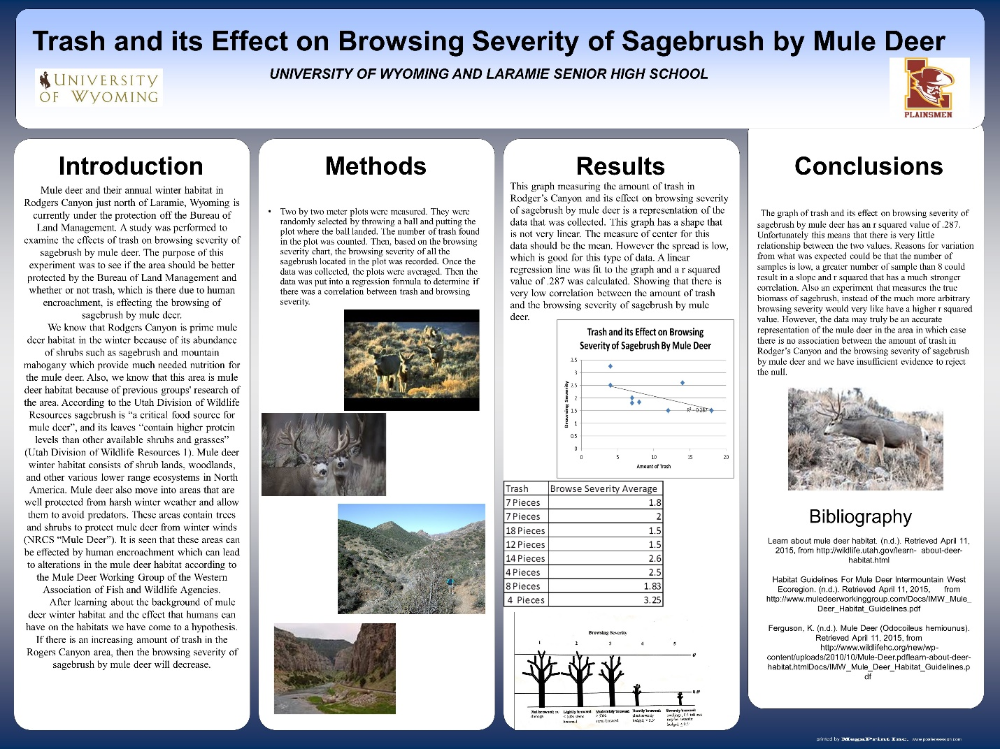 Trash and its Effect on Browsing Severity of Sagebrush by Mule Deer
UNIVERSITY OF WYOMING AND LARAMIE SENIOR HIGH SCHOOL
UNIVERSITY
OF WYOMING
PLAINSMEN
Introduction
Mule deer and their annual winter habitat in
Rodgers Canyon just north of Laramie, Wyoming is
currently under the protection off the Bureau of
Land Management. A study was performed to
examine the effects of trash on browsing severity of
sagebrush by mule deer. The purpose of this
experiment was to see if the area should be better
protected by the Bureau of Land Management and
whether or not trash, which is there due to human
encroachment, is effecting the browsing of
sagebrush by mule deer.
We know that Rodgers Canyon is prime mule
deer habitat in the winter because of its abundance
of shrubs such as sagebrush and mountain
mahogany which provide much needed nutrition for
the mule deer. Also, we know that this area is mule
deer habitat because of previous groups' research of
the area. According to the Utah Division of Wildlife
Resources sagebrush is “a critical food source for
mule deer”, and its leaves “contain higher protein
levels than other available shrubs and grasses”
(Utah Division of Wildlife Resources 1). Mule deer
winter habitat consists of shrub lands, woodlands,
and other various lower range ecosystems in North
America. Mule deer also move into areas that are
well protected from harsh winter weather and allow
them to avoid predators. These areas contain trees
and shrubs to protect mule deer from winter winds
(NRCS “Mule Deer”). It is seen that these areas can
be effected by human encroachment which can lead
to alterations in the mule deer habitat according to
the Mule Deer Working Group of the Western
Association of Fish and Wildlife Agencies.
After learning about the background of mule
deer winter habitat and the effect that humans can
have on the habitats we have come to a hypothesis.
If there is an increasing amount of trash in the
Rogers Canyon area, then the browsing severity of
sagebrush by mule deer will decrease.
Methods
• Two by two meter plots were measured. They were
randomly selected by throwing a ball and putting the
plot where the ball landed. The number of trash found
in the plot was counted. Then, based on the browsing
severity chart, the browsing severity of all the
sagebrush located in the plot was recorded. Once the
data was collected, the plots were averaged. Then the
data was put into a regression formula to determine if
there was a correlation between trash and browsing
severity.
Results
This graph measuring the amount of trash in
Rodger’s Canyon and its effect on browsing severity
of sagebrush by mule deer is a representation of the
data that was collected. This graph has a shape that
is not very linear. The measure of center for this
data should be the mean. However the spread is low,
which is good for this type of data. A linear
regression line was fit to the graph and a r squared
value of .287 was calculated. Showing that there is
very low correlation between the amount of trash
and the browsing severity of sagebrush by mule
deer.
Trash and its Effect on Browsing
Severity of Sagebrush By Mule Deer
3.5
3
2.5
2
1.5
1
0.5
0
Browsing Severity
R² = 0.287
0 5 10 15 20
Amount of Trash
Trash Browse Severity Average
7 Pieces 1.8
7 Pieces 2
18 Pieces 1.5
12 Pieces 1.5
14 Pieces 2.6
4 Pieces 2.5
8 Pieces 1.83
4 Pieces 3.25
Browsing Severity
1 2 3 4 5
6'
0.5'
Not browsed: no Lightly browsed: Moderately browsed: Heavily browsed: Severely browsed:
damage < 50% stems > 50% plant severity seedlings, 0.5 tall and
browsed stems browsed hedged, > 0.5' may be severely
hedged, ≤ 0.5'
Conclusions
The graph of trash and its effect on browsing severity of
sagebrush by mule deer has an r squared value of .287.
Unfortunately this means that there is very little
relationship between the two values. Reasons for variation
from what was expected could be that the number of
samples is low, a greater number of sample than 8 could
result in a slope and r squared that has a much stronger
correlation. Also an experiment that measures the true
biomass of sagebrush, instead of the much more arbitrary
browsing severity would very like have a higher r squared
value. However, the data may truly be an accurate
representation of the mule deer in the area in which case
there is no association between the amount of trash in
Rodger’s Canyon and the browsing severity of sagebrush
by mule deer and we have insufficient evidence to reject
the null.
Bibliography
Learn about mule deer habitat. (n.d.). Retrieved April 11,
2015, from http://wildlife.utah.gov/learn- about-deer-
habitat.html
Habitat Guidelines For Mule Deer Intermountain West
Ecoregion. (n.d.). Retrieved April 11, 2015, from
http://www.muledeerworkinggroup.com/Docs/IMW_Mule_
Deer_Habitat_Guidelines.pdf
Ferguson, K. (n.d.). Mule Deer (Odocoileus hemiounus).
Retrieved April 11, 2015, from
http://www.wildlifehc.org/new/wp-
content/uploads/2010/10/Mule-Deer.pdflearn-about-deer-
habitat.htmlDocs/IMW_Mule_Deer_Habitat_Guidelines.p
df
printed by MegaPrint Inc. www.postersession.com